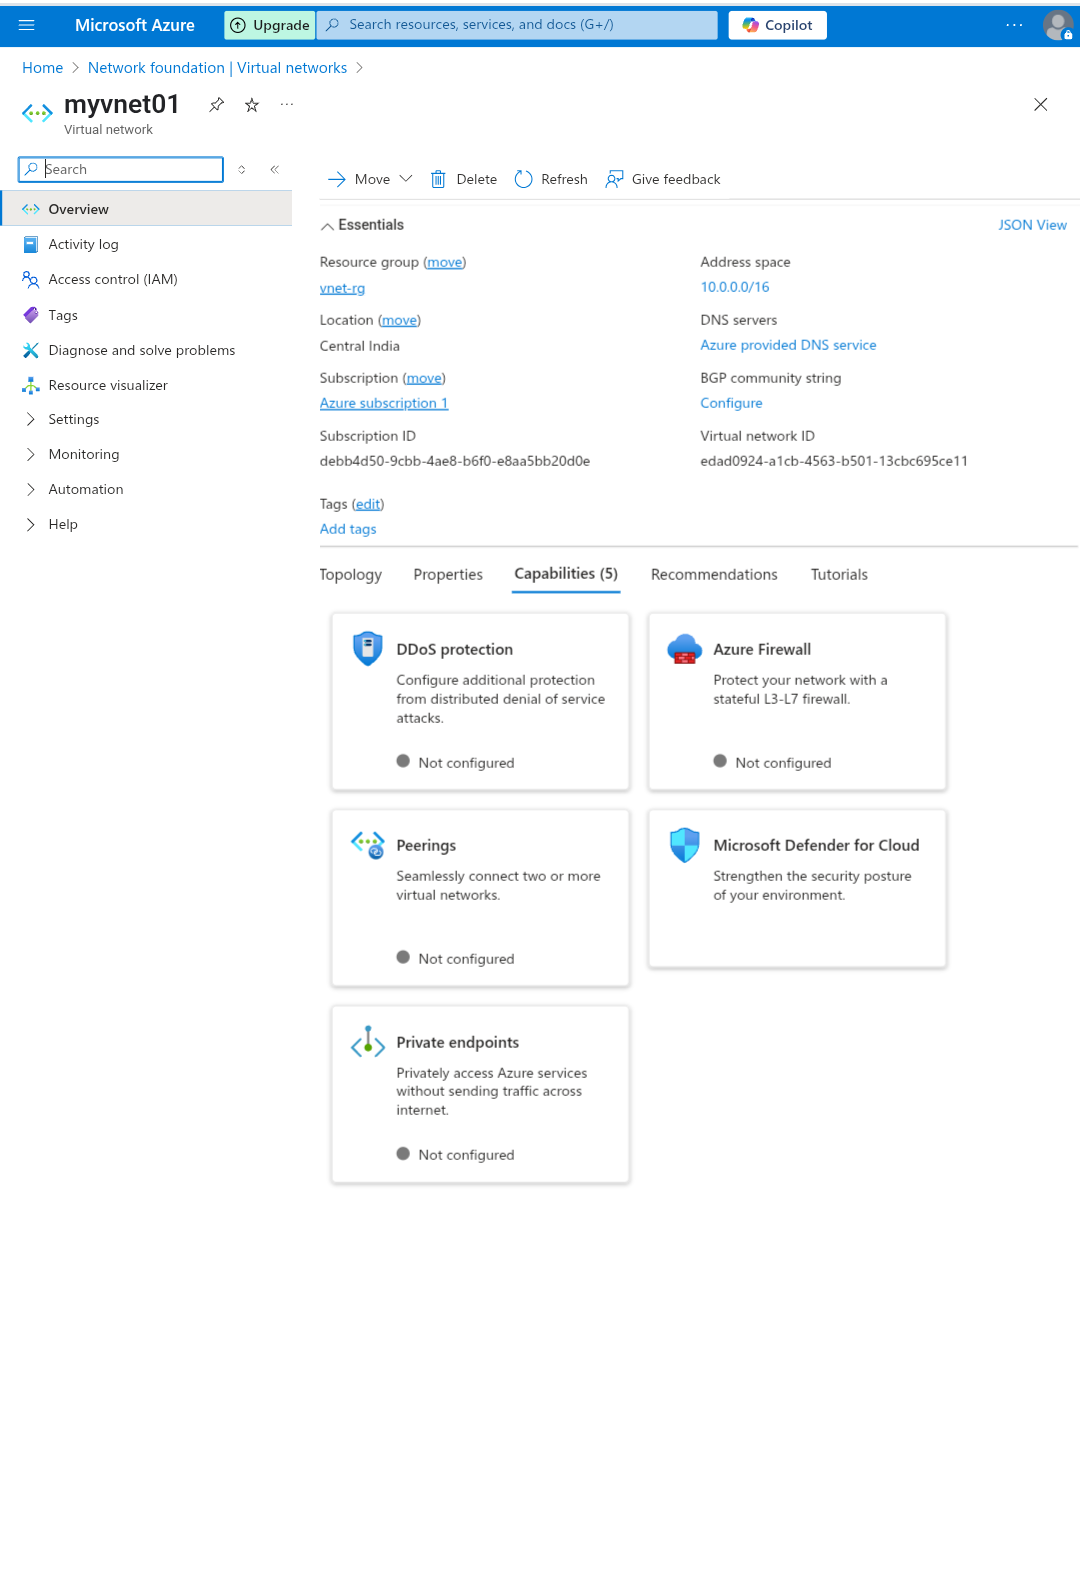 Microsoft Azure
Upgrade
Search resources, services, and docs (G+/)
Copilot
Home > Network foundation | Virtual networks >
myvnet01
Virtual network
Search
Overview
Activity log
Access control (IAM)
Tags
Diagnose and solve problems
Resource visualizer
Settings
Monitoring
Automation
Help
Move
Delete
Refresh
Give feedback
Essentials
JSON View
Resource group (move)
vnet-rg
Location (move)
Central India
Subscription (move)
Azure subscription 1
Subscription ID
debb4d50-9cbb-4ae8-b6f0-e8aa5bb20d0e
Address space
10.0.0.0/16
DNS servers
Azure provided DNS service
BGP community string
Configure
Virtual network ID
edad0924-a1cb-4563-b501-13cbc695ce11
Tags (edit)
Add tags
Topology
Properties
Capabilities (5)
Recommendations
Tutorials
DDoS protection
Configure additional protection
from distributed denial of service
attacks.
Not configured
Azure Firewall
Protect your network with a
stateful L3-L7 firewall.
Not configured
Peerings
Seamlessly connect two or more
virtual networks.
Not configured
Microsoft Defender for Cloud
Strengthen the security posture
of your environment.
Private endpoints
Privately access Azure services
without sending traffic across
internet.
Not configured